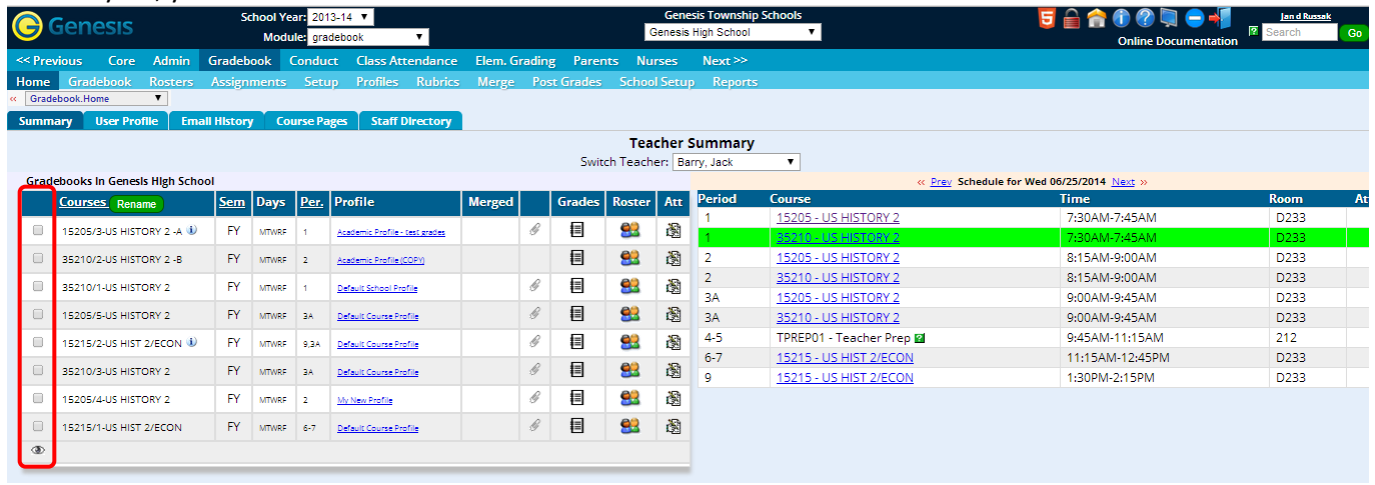 Genesis
School Year: 2013-14
Module: gradebook
Genesis Township Schools
Genesis High School
5
Online Documentation
Jan d Russak
Search Go
<< Previous Core Admin Gradebook Conduct Class Attendance Elem. Grading Parents Nurses Next >>
Home Gradebook Rosters Assignments Setup Profiles Rubrics Merge Post Grades School Setup Reports
« Gradebook.Home
Summary User Profile Email History Course Pages Staff Directory
Teacher Summary
Switch Teacher: Barry, Jack
Gradebooks In Genesis High School
Courses Rename Sem Days Per. Profile Merged Grades Roster Att
15205/3-US HISTORY 2 -A FY MTWRF 1 Academic Profile - test grades
35210/2-US HISTORY 2 -B FY MTWRF 2 Academic Profile (COPY)
35210/1-US HISTORY 2 FY MTWRF 1 Default School Profile
15205/5-US HISTORY 2 FY MTWRF 3A Default Course Profile
15215/2-US HIST 2/ECON FY MTWRF 9,3A Default Course Profile
35210/3-US HISTORY 2 FY MTWRF 3A Default Course Profile
15205/4-US HISTORY 2 FY MTWRF 2 My New Profile
15215/1-US HIST 2/ECON FY MTWRF 6-7 Default Course Profile
« Prev Schedule for Wed 06/25/2014 Next »
Period Course Time Room At
1 15205 - US HISTORY 2 7:30AM-7:45AM D233
1 35210 - US HISTORY 2 7:30AM-7:45AM D233
2 15205 - US HISTORY 2 8:15AM-9:00AM D233
2 35210 - US HISTORY 2 8:15AM-9:00AM D233
3A 15205 - US HISTORY 2 9:00AM-9:45AM D233
3A 35210 - US HISTORY 2 9:00AM-9:45AM D233
4-5 TPREP01 - Teacher Prep 9:45AM-11:15AM 212
6-7 15215 - US HIST 2/ECON 11:15AM-12:45PM D233
9 15215 - US HIST 2/ECON 1:30PM-2:15PM D233